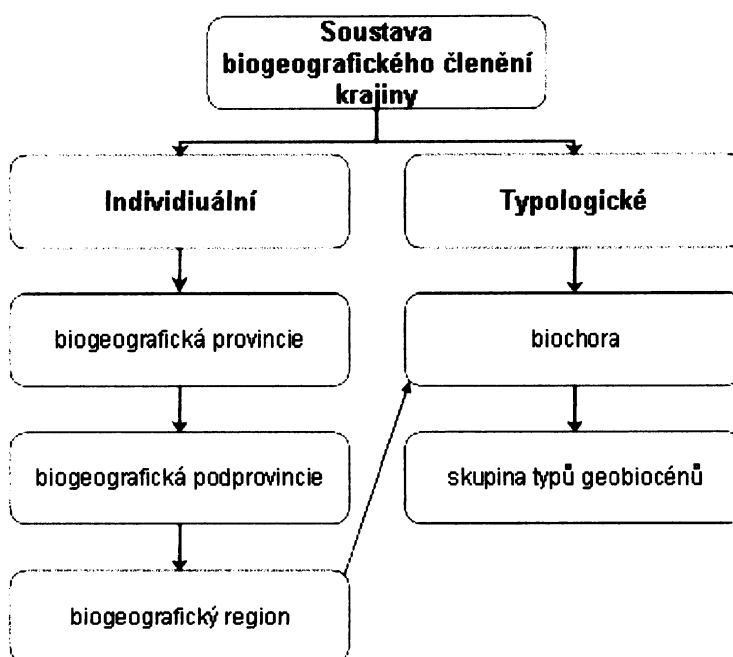 Soustava
biogeografického členění
krajiny
Individiuální
Typologické
biogeografická provincie
biochora
biogeografická podprovincie
skupina typů geobiocénů
biogeografický region